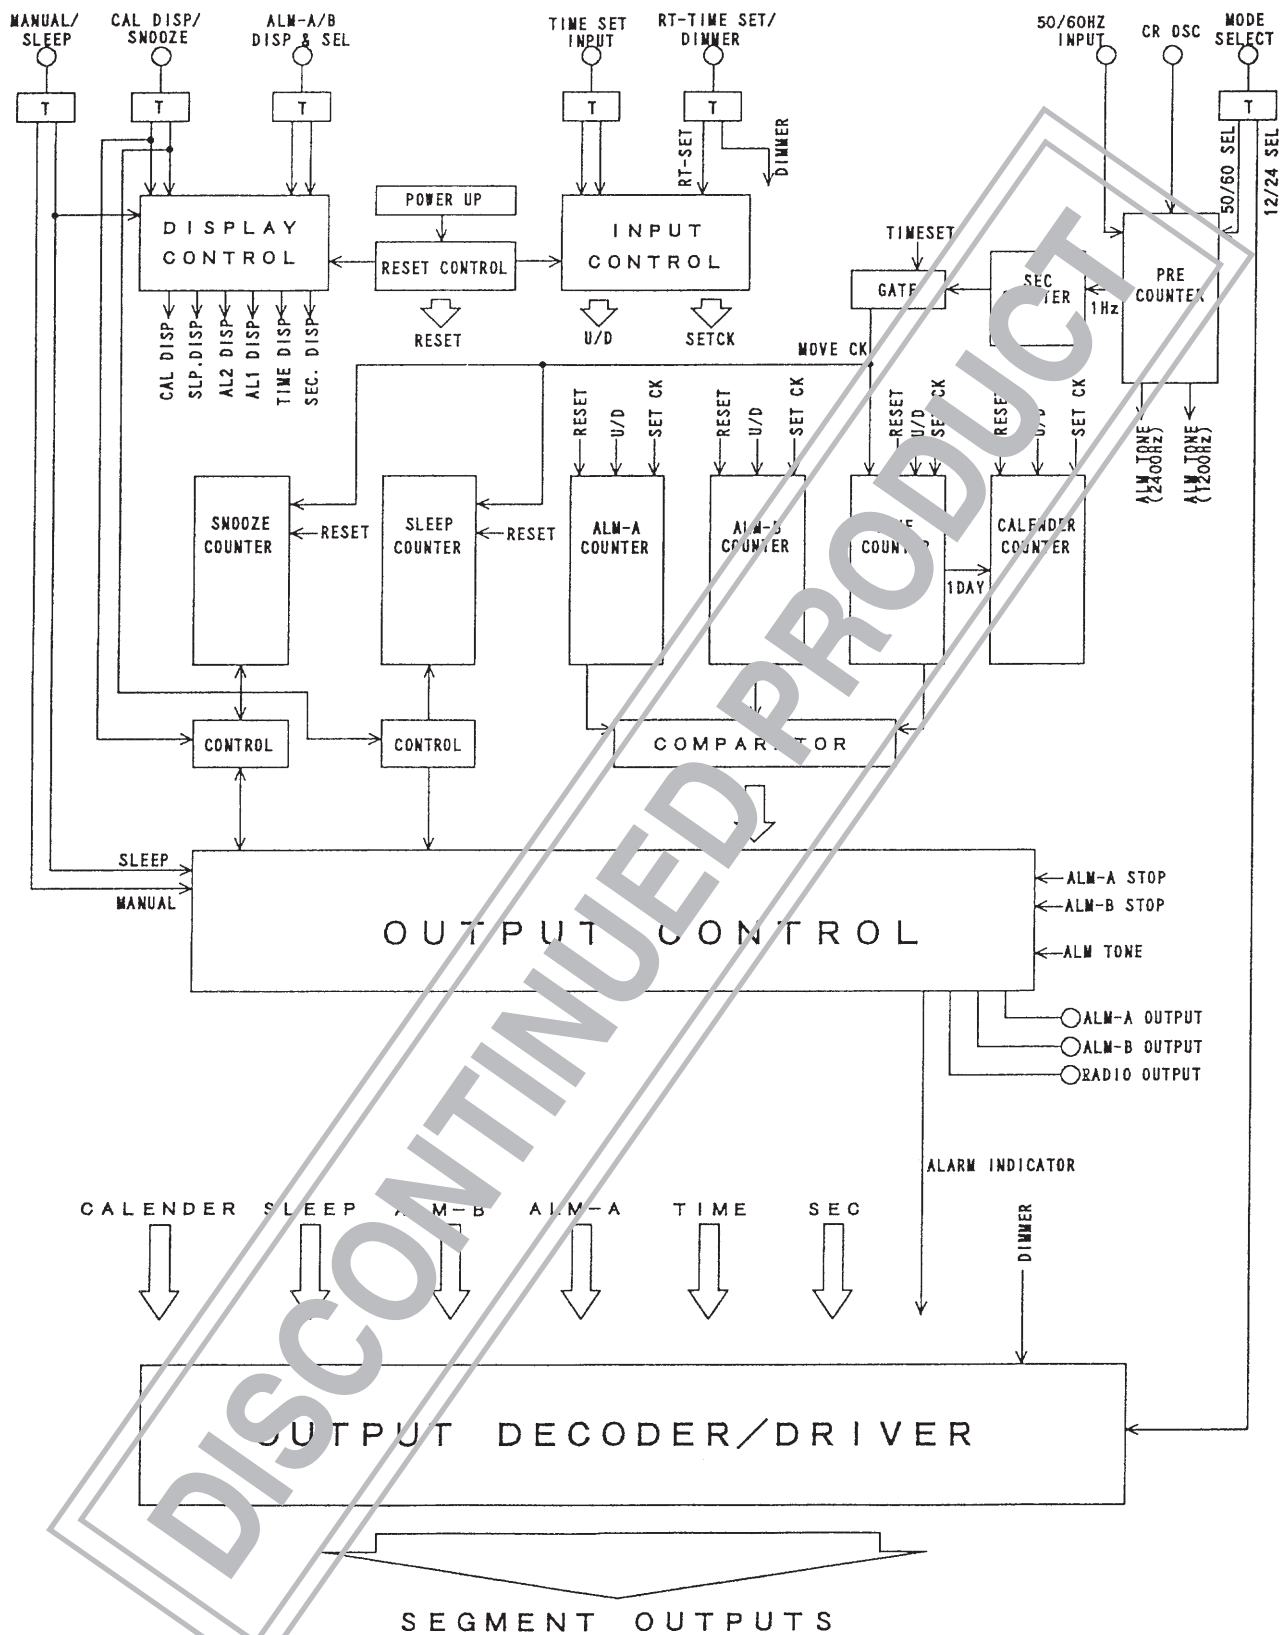 MANUAL/
SLEEP
CAL DISP/
SNOOZE
ALM-A/B
DISP & SEL
TIME SET
INPUT
RT-TIME SET/
DIMMER
50/60HZ
INPUT
CR OSC
MODE
SELECT
T
T
T
T
T
T
RT-SET
DIMMER
50/60 SEL
12/24 SEL
DISPLAY
CONTROL
POWER UP
RESET CONTROL
INPUT
CONTROL
TIMESET
GATE
SEC
1Hz
PRE
COUNTER
CAL DISP
SLP.DISP
AL2 DISP
AL1 DISP
TIME DISP
SEC. DISP
RESET
U/D
SETCK
MOVE CK
RESET
U/D
SET CK
RESET
U/D
SET CK
RESET
U/D
SET CK
RESET
U/D
SET CK
ALM TONE
(2400Hz)
ALM TONE
(1200Hz)
SNOOZE
COUNTER
RESET
SLEEP
COUNTER
RESET
ALM-A
COUNTER
ALM-B
COUNTER
COUNTER
1DAY
CALENDER
COUNTER
CONTROL
CONTROL
COMPARATOR
SLEEP
MANUAL
OUTPUT CONTROL
ALM-A STOP
ALM-B STOP
ALM TONE
ALM-A OUTPUT
ALM-B OUTPUT
RADIO OUTPUT
ALARM INDICATOR
CALENDER
SLEEP
ALM-B
ALM-A
TIME
SEC
DIMMER
OUTPUT DECODER/DRIVER
SEGMENT OUTPUTS
DISCONTINUED PRODUCT